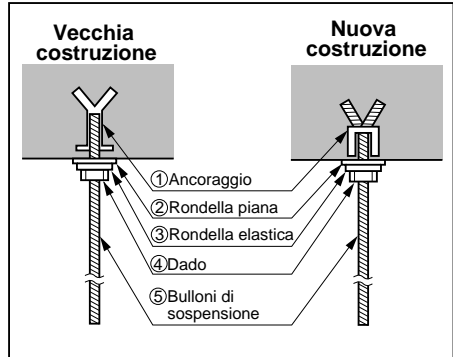 Vecchia
costruzione
Nuova
costruzione
①Ancoraggio
②Rondella piana
③Rondella elastica
④Dado
⑤Bulloni di
sospensione